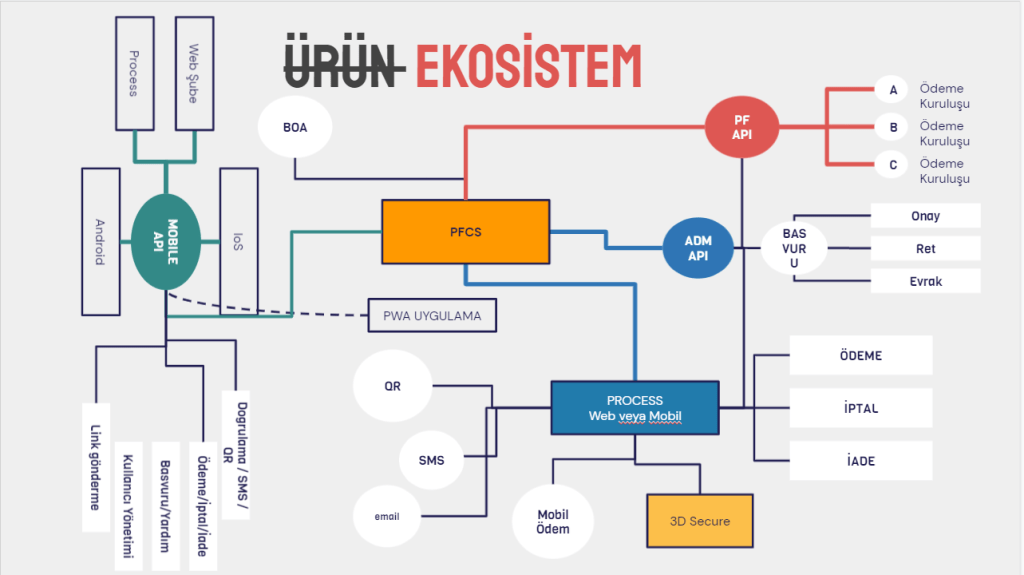 ÜRÜN EKOSİSTEM
Process
Web Şube
BOA
PF
API
A
Ödeme
Kuruluşu
B
Ödeme
Kuruluşu
C
Ödeme
Kuruluşu
Android
MOBILE
API
IoS
PFCS
ADM
API
BAS
VUR
U
Onay
Ret
Evrak
PWA UYGULAMA
QR
SMS
email
PROCESS
Web veya Mobil
ÖDEME
İPTAL
İADE
Mobil
Ödem
3D Secure
Link gönderme
Kullanıcı Yönetimi
Basvuru/Yardım
Ödeme/İptal/iade
Dogrulama / SMS /
QR